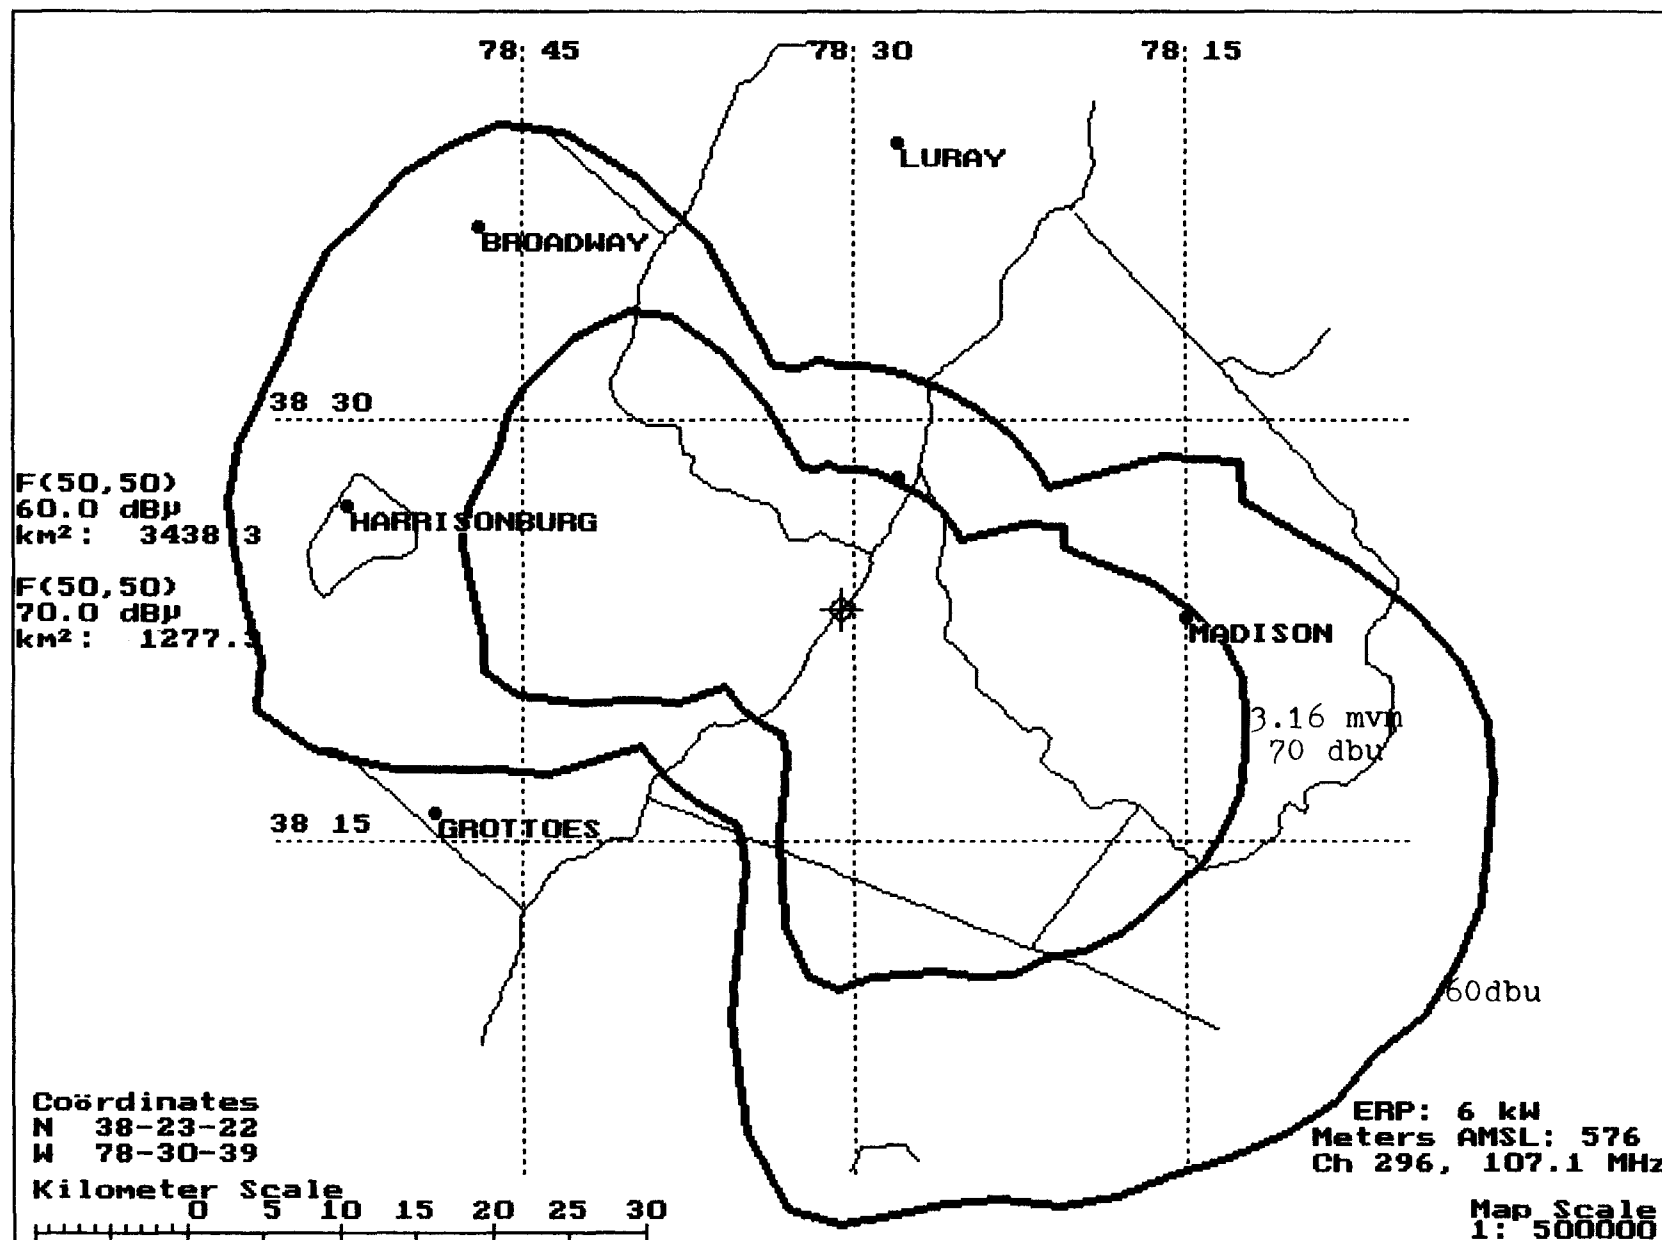 78 45
78 30
78 15
LURAY
BROADWAY
38 30
F(50,50)
60.0 dBµ
km²: 3438.3
HARRISONBURG
F(50,50)
70.0 dBµ
km²: 1277.3
MADISON
3.16 mvm
70 dbu
38 15
GROTTOES
60dbu
Coördinates
N 38-23-22
W 78-30-39
ERP: 6 kW
Meters AMSL: 576
Ch 296, 107.1 MHz
Kilometer Scale
0 5 10 15 20 25 30
Map Scale
1: 500000